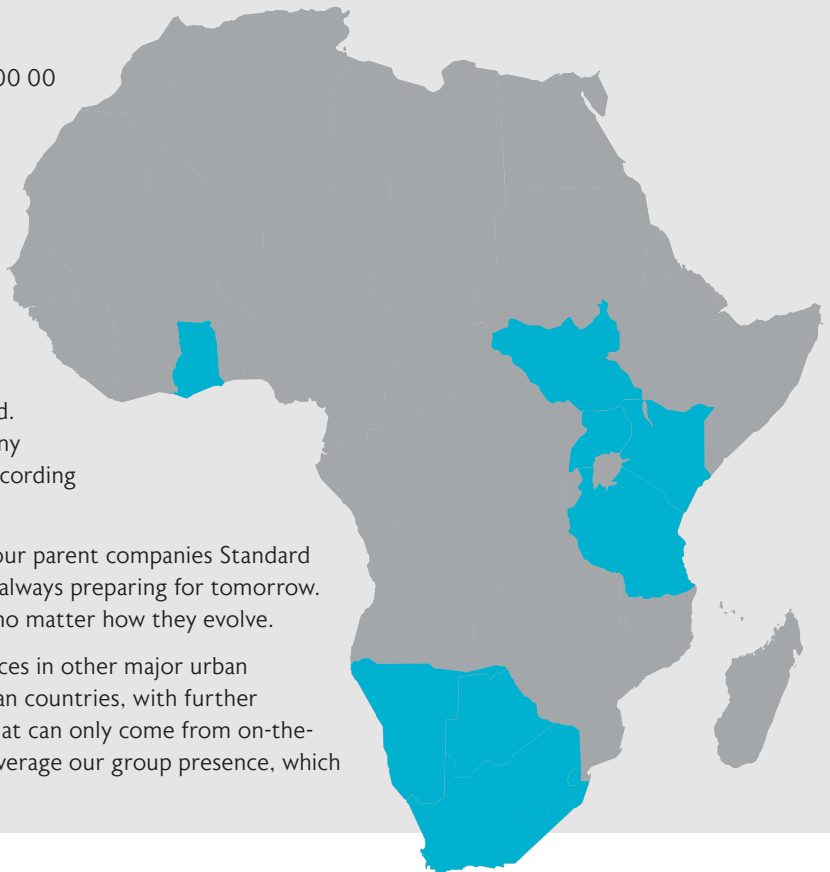 00 00
d.
ny
cording
our parent companies Standard
always preparing for tomorrow.
no matter how they evolve.
ces in other major urban
an countries, with further
at can only come from on-the-
verage our group presence, which